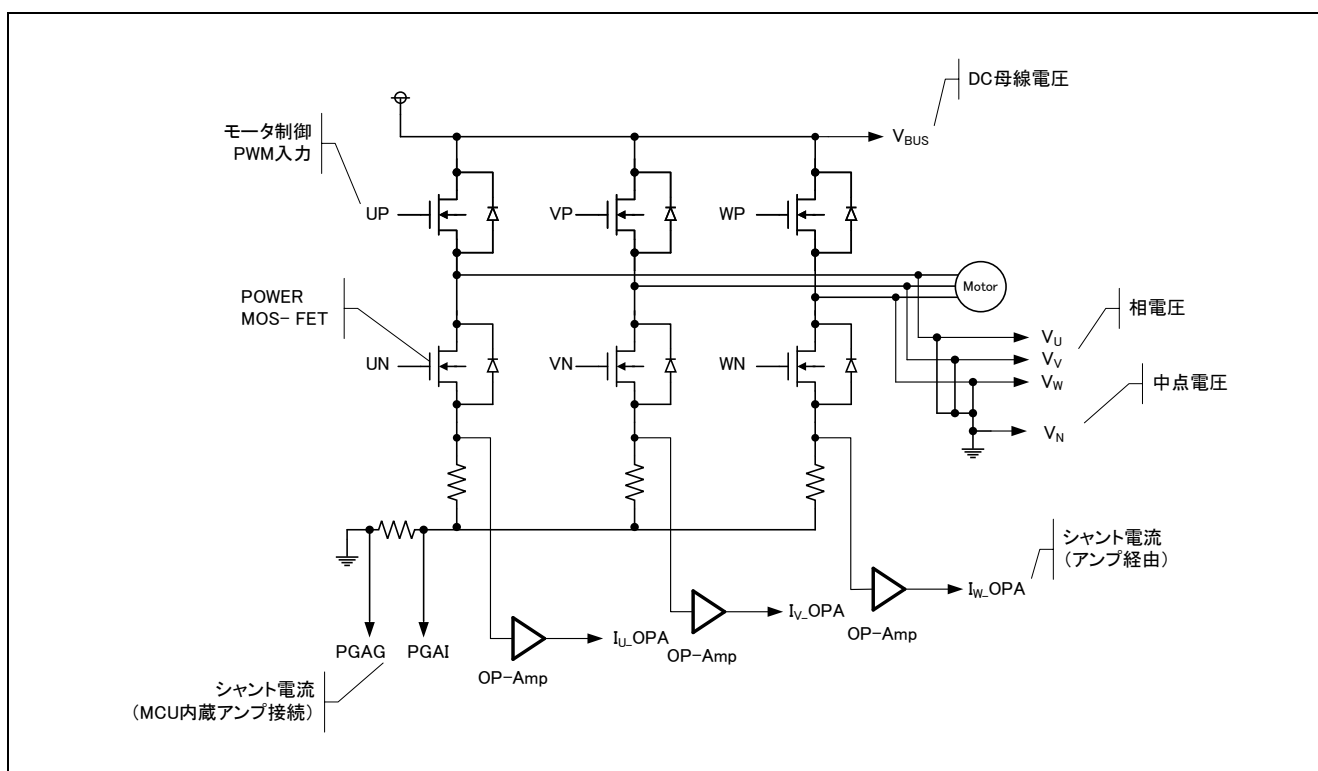 DC母線電圧
V_BUS
モータ制御
PWM入力
UP
VP
WP
Motor
POWER
MOS- FET
UN
VN
WN
V_U
V_V
V_W
V_N
相電圧
中点電圧
シャント電流
(アンプ経由)
I_W_OPA
OP-Amp
I_V_OPA
OP-Amp
I_U_OPA
OP-Amp
PGAG
PGAI
シャント電流
(MCU内蔵アンプ接続)